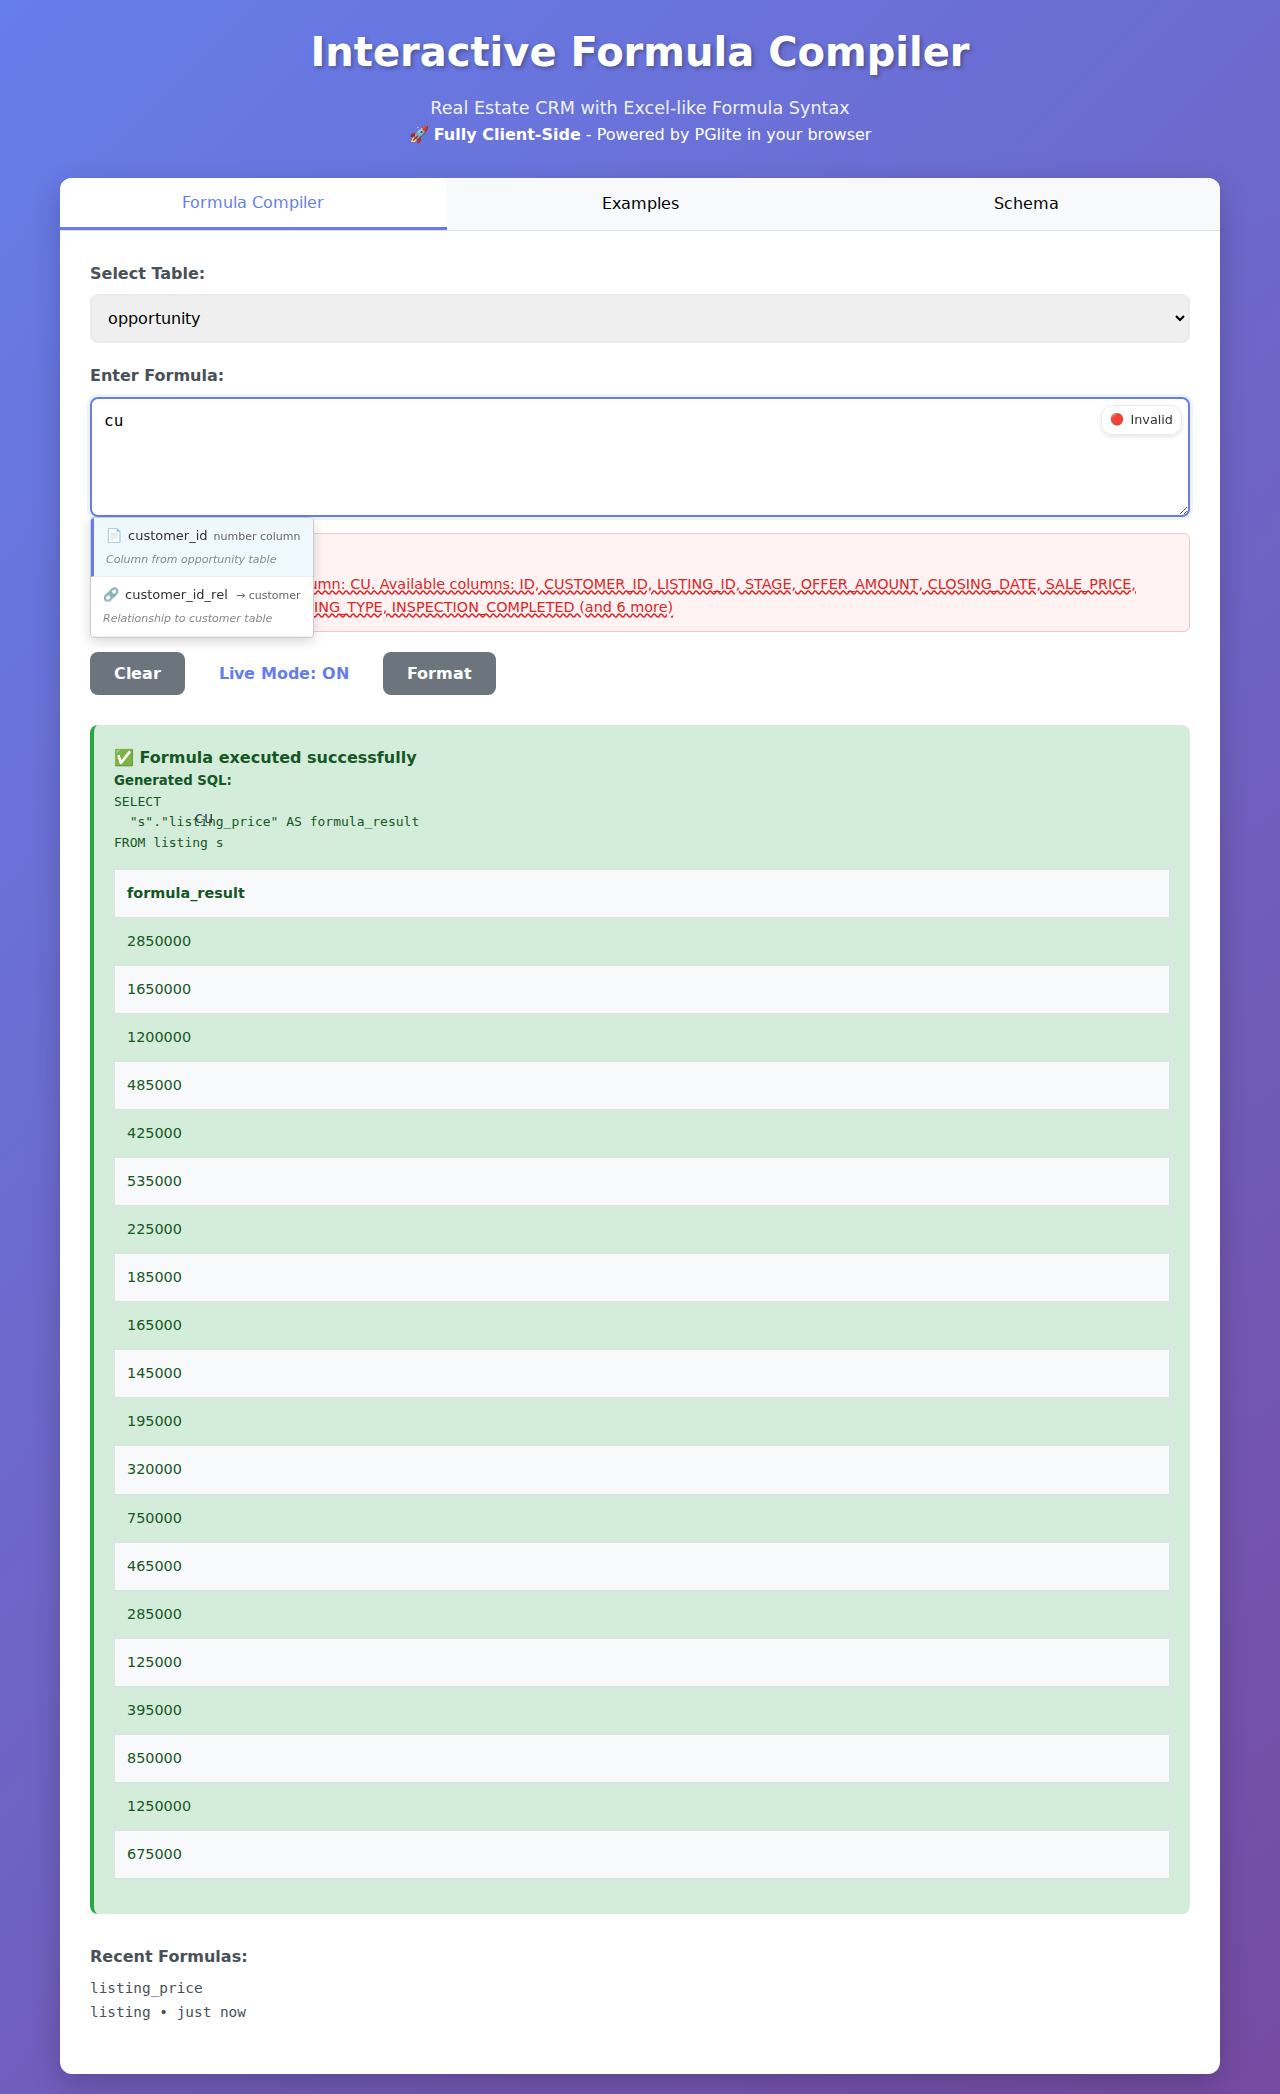 Interactive Formula Compiler
Real Estate CRM with Excel-like Formula Syntax
🚀 Fully Client-Side - Powered by PGlite in your browser
Formula Compiler
Examples
Schema
Select Table:
opportunity
Enter Formula:
cu
🔴 Invalid
📄 customer_id number column
Column from opportunity table
🔗 customer_id_rel → customer
Relationship to customer table
umn: CU. Available columns: ID, CUSTOMER_ID, LISTING_ID, STAGE, OFFER_AMOUNT, CLOSING_DATE, SALE_PRICE,
ING_TYPE, INSPECTION_COMPLETED (and 6 more)
Clear
Live Mode: ON
Format
✅ Formula executed successfully
Generated SQL:
SELECT
"s"."listing_price" AS formula_result
cu
FROM listing s
formula_result
2850000
1650000
1200000
485000
425000
535000
225000
185000
165000
145000
195000
320000
750000
465000
285000
125000
395000
850000
1250000
675000
Recent Formulas:
listing_price
listing • just now